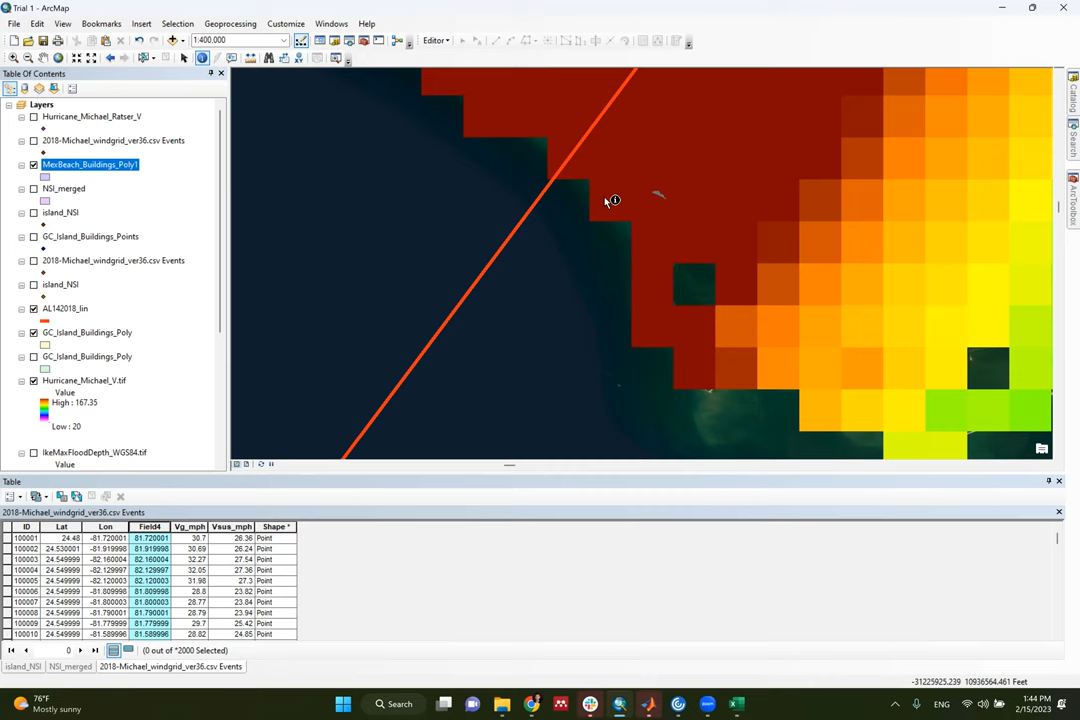 Trial 1 - ArcMap
File Edit View Bookmarks Insert Selection Geoprocessing Customize Windows Help
1:400,000 Editor
Table Of Contents
Layers
Hurricane_Michael_Ratser_V
2018-Michael_windgrid_ver36.csv Events
MexBeach_Buildings_Poly1
NSI_merged
island_NSI
GC_Island_Buildings_Points
2018-Michael_windgrid_ver36.csv Events
island_NSI
AL142018_lin
GC_Island_Buildings_Poly
GC_Island_Buildings_Poly
Hurricane_Michael_V.tif
Value
High : 167.35
Low : 20
IkeMaxFloodDepth_WGS84.tif
Value
Catalog
Search
ArcToolbox
Table
2018-Michael_windgrid_ver36.csv Events
ID Lat Lon Field4 Vg_mph Vsus_mph Shape *
100001 24.48 -81.720001 81.720001 30.7 26.36 Point
100002 24.530001 -81.919998 81.919998 30.69 26.24 Point
100003 24.549999 -82.160004 82.160004 32.27 27.54 Point
100004 24.549999 -82.129997 82.129997 32.05 27.36 Point
100005 24.549999 -82.120003 82.120003 31.98 27.3 Point
100006 24.549999 -81.809998 81.809998 28.8 23.82 Point
100007 24.549999 -81.800003 81.800003 28.77 23.84 Point
100008 24.549999 -81.790001 81.790001 28.79 23.94 Point
100009 24.549999 -81.779999 81.779999 29.7 25.42 Point
100010 24.549999 -81.589996 81.589996 28.82 24.85 Point
0 (0 out of *2000 Selected)
island_NSI NSI_merged 2018-Michael_windgrid_ver36.csv Events
-31225925.239 10936564.461 Feet
76°F
Mostly sunny
Search
ENG
1:44 PM
2/15/2023